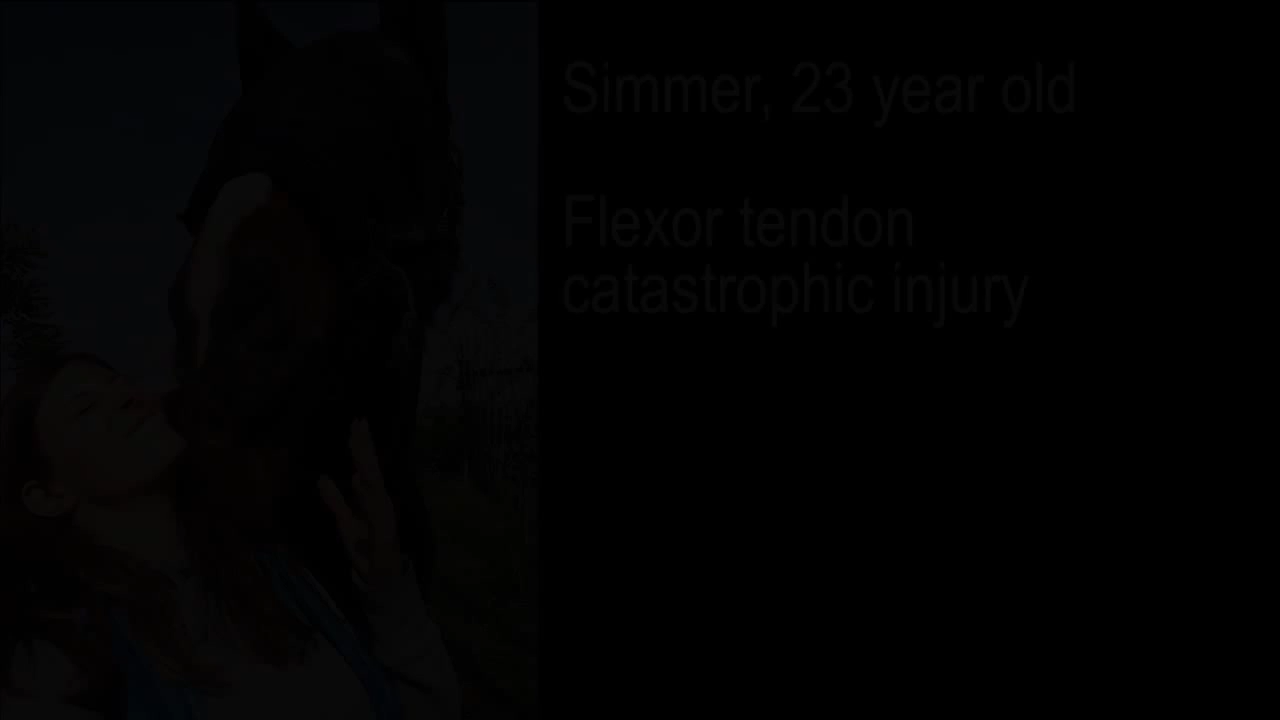 Simmer, 23 year old
Flexor tendon
catastrophic injury